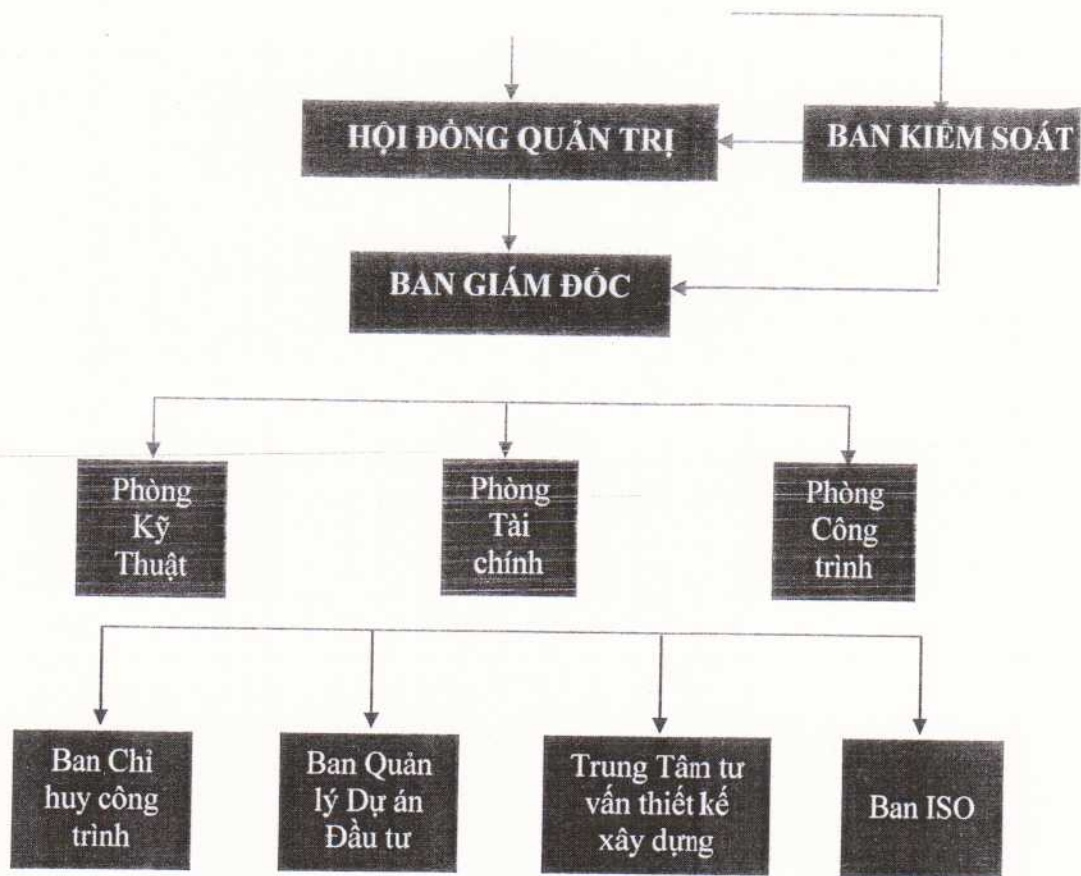 HỘI ĐỒNG QUẢN TRỊ
BAN KIỂM SOÁT
BAN GIÁM ĐỐC
Phòng
Kỹ
Thuật
Phòng
Tài
chính
Phòng
Công
trình
Ban Chỉ
huy công
trình
Ban Quản
lý Dự án
Đầu tư
Trung Tâm tư
vấn thiết kế
xây dựng
Ban ISO